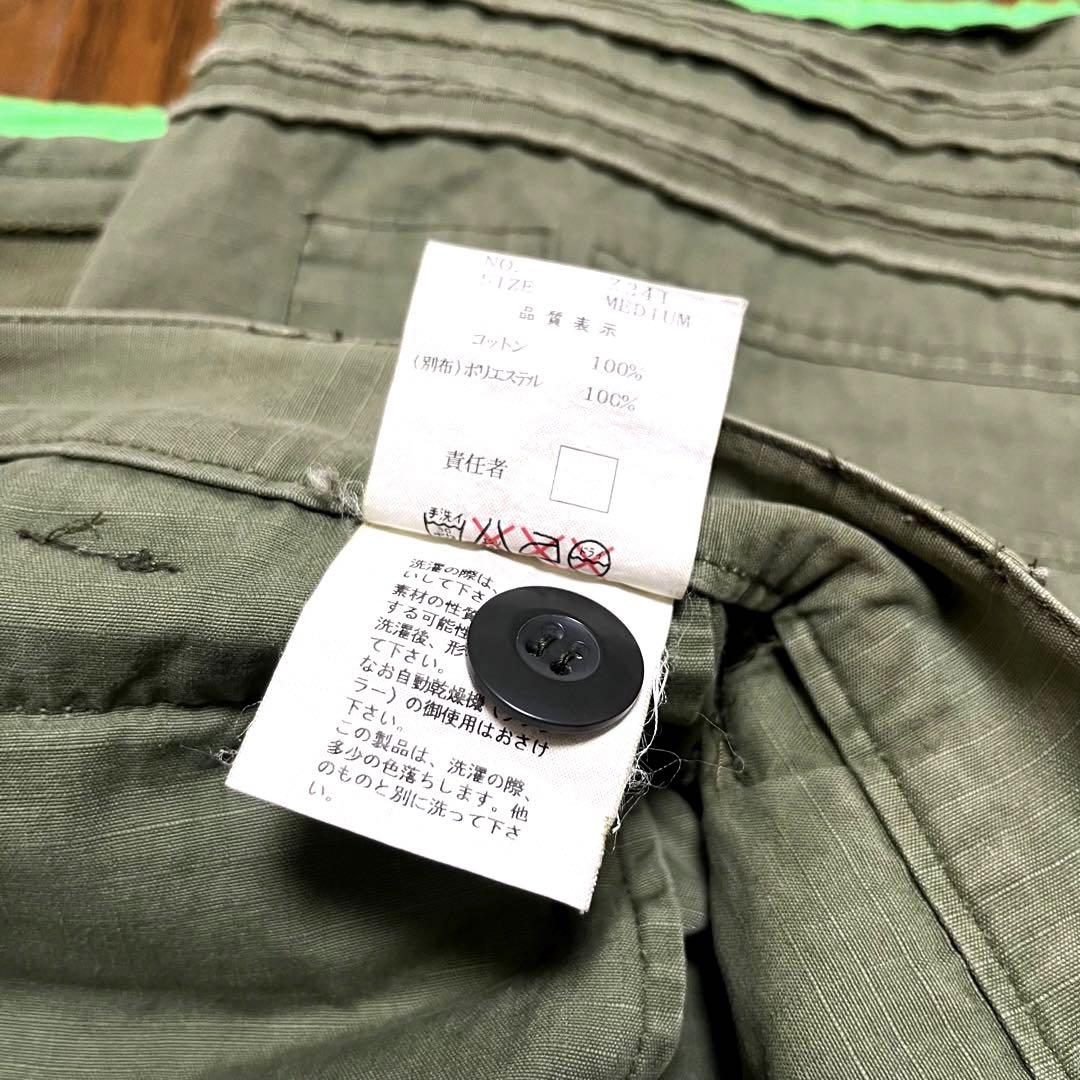 NO. 2241
SIZE MEDIUM
品質表示
コットン 100%
(別布)ポリエステル 100%
責任者
手洗イ
洗濯の際は、
いして下さ
素材の性質
する可能性
洗濯後、形
て下さい。
なお自動乾燥機
ラー)の御使用はおさけ
下さい。
この製品は、洗濯の際、
多少の色落ちします。他
のものと別に洗って下さ
い。